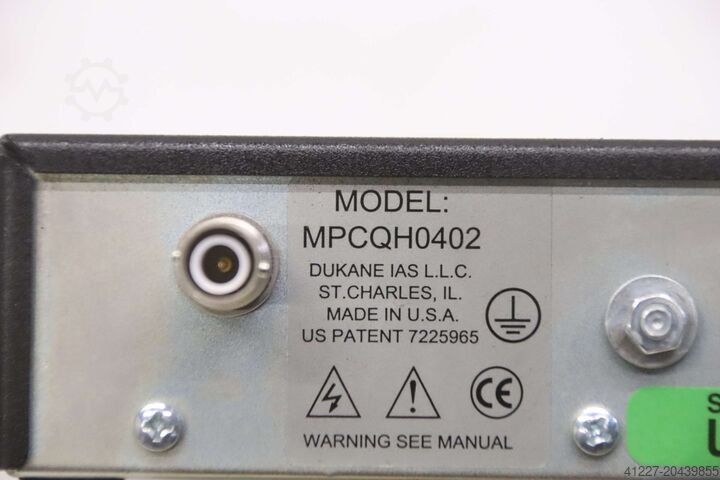 MODEL:
MPCQH0402
DUKANE IAS L.L.C.
ST.CHARLES, IL.
MADE IN U.S.A.
US PATENT 7225965
CE
WARNING SEE MANUAL
41227-20439855